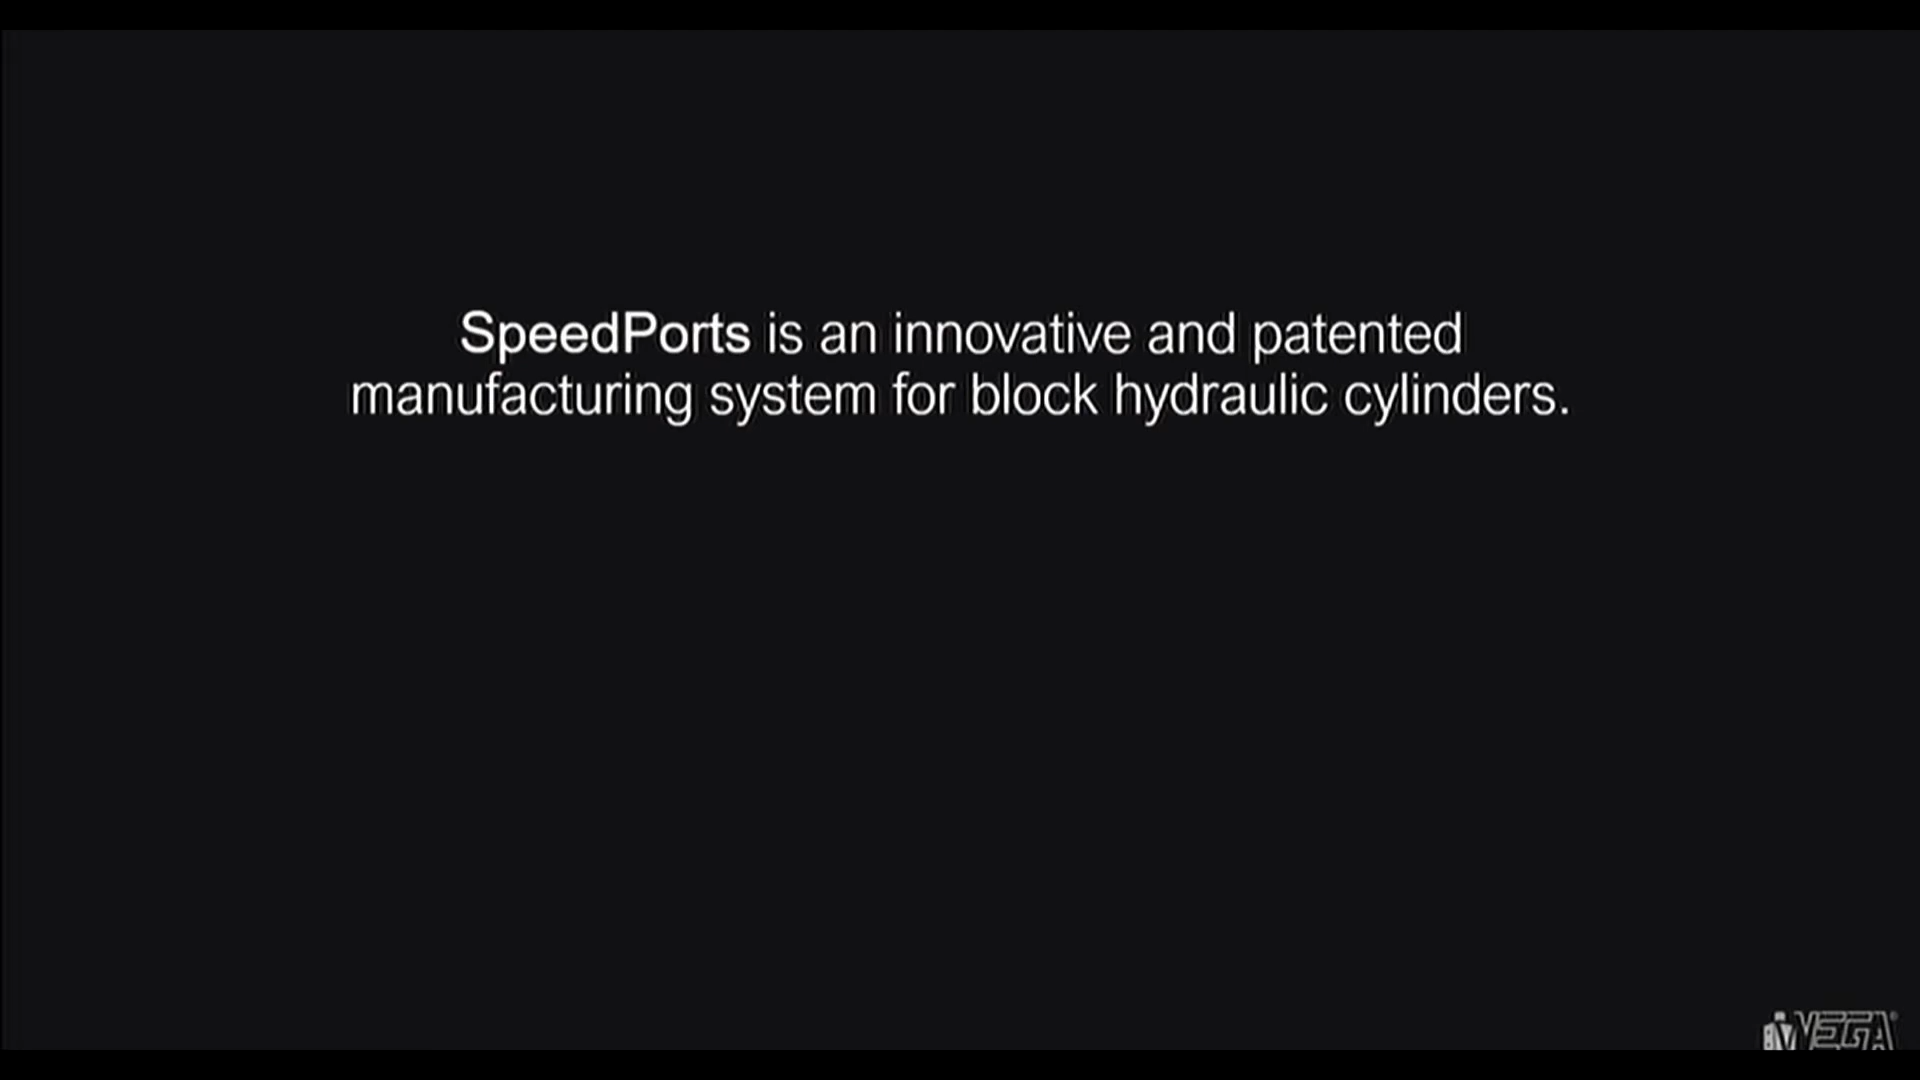 SpeedPorts is an innovative and patented
manufacturing system for block hydraulic cylinders.
VEGA®